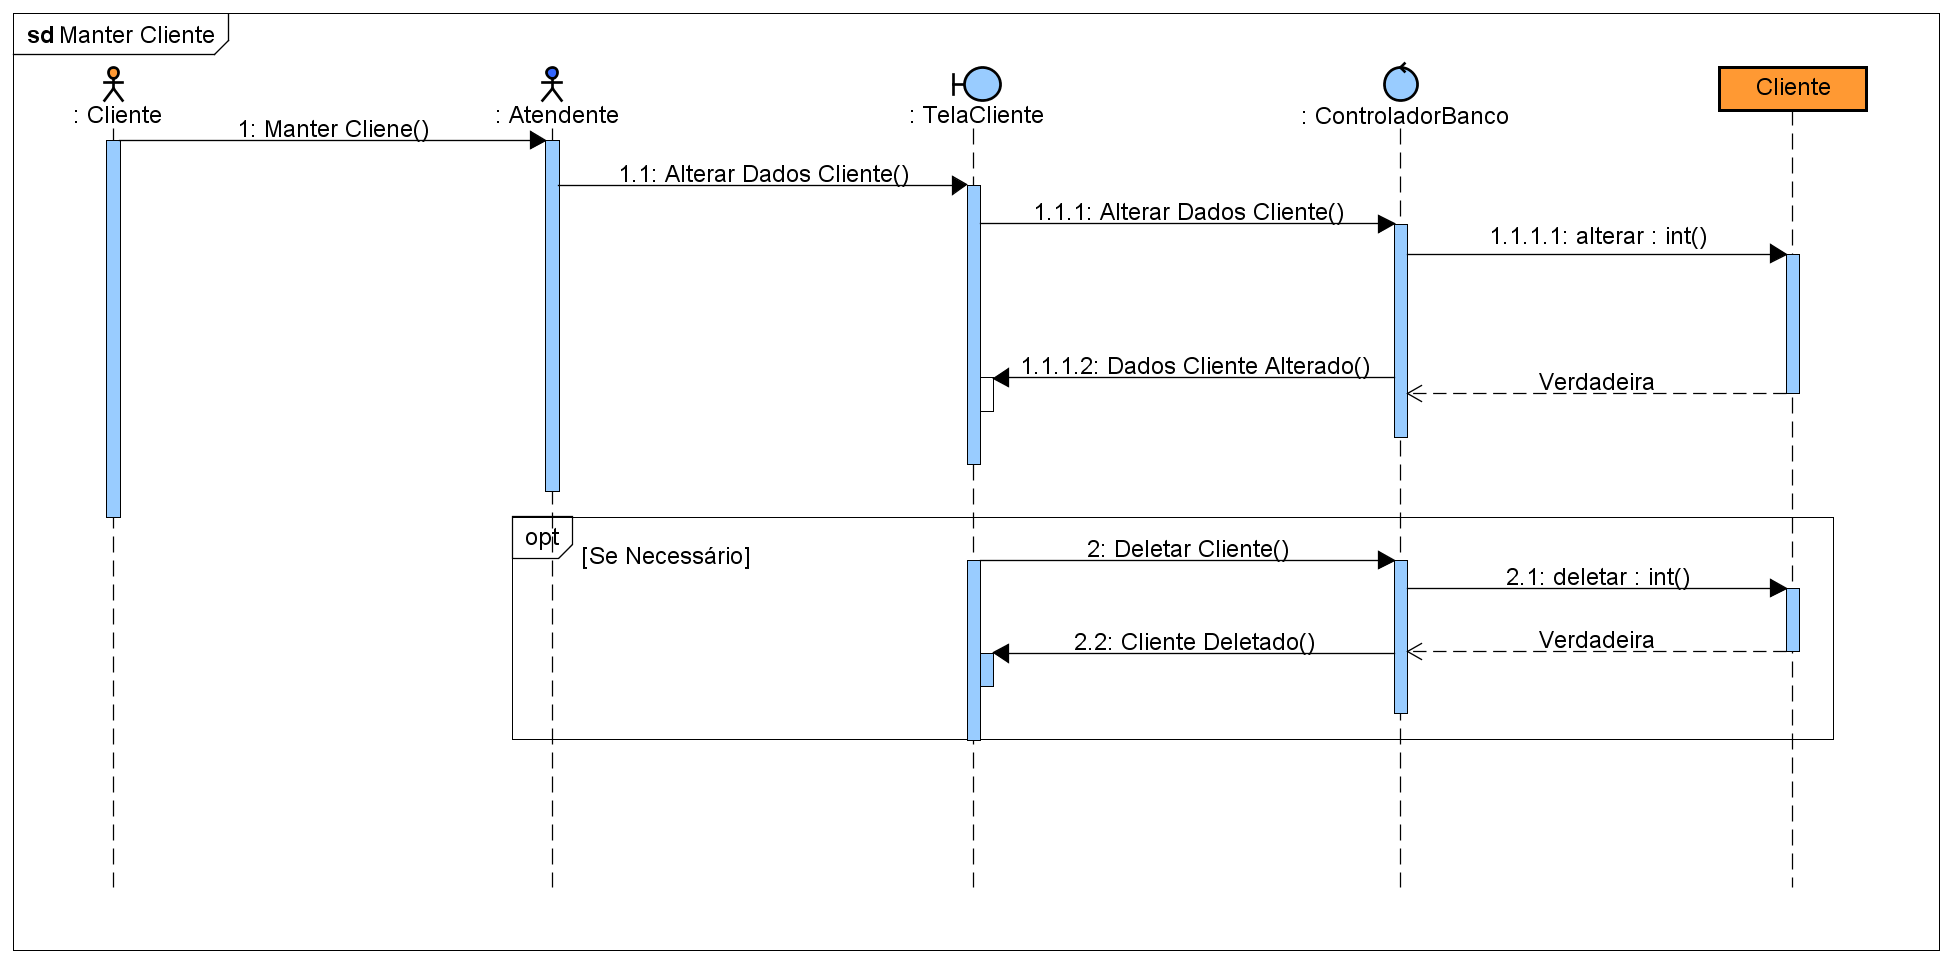 sd Manter Cliente
: Cliente
: Atendente
: TelaCliente
: ControladorBanco
Cliente
1: Manter Cliene()
1.1: Alterar Dados Cliente()
1.1.1: Alterar Dados Cliente()
1.1.1.1: alterar : int()
1.1.1.2: Dados Cliente Alterado()
Verdadeira
opt
[Se Necessário]
2: Deletar Cliente()
2.1: deletar : int()
2.2: Cliente Deletado()
Verdadeira